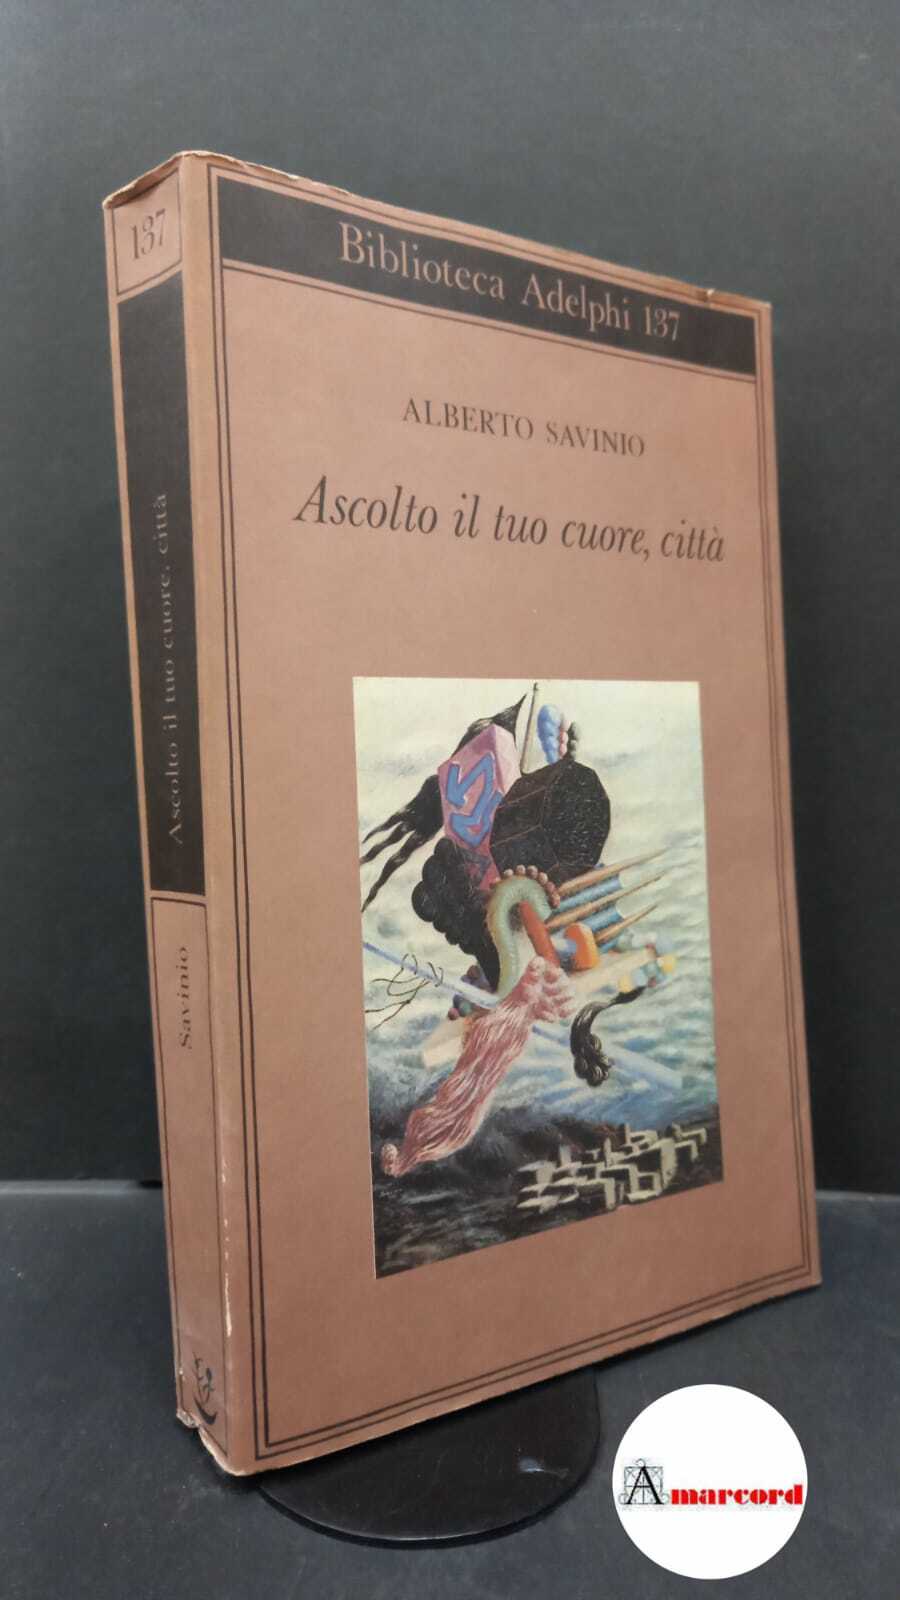 Biblioteca Adelphi 137
ALBERTO SAVINIO
Ascolto il tuo cuore, città
137
Ascolto il tuo cuore, città
Savinio
Amarcord